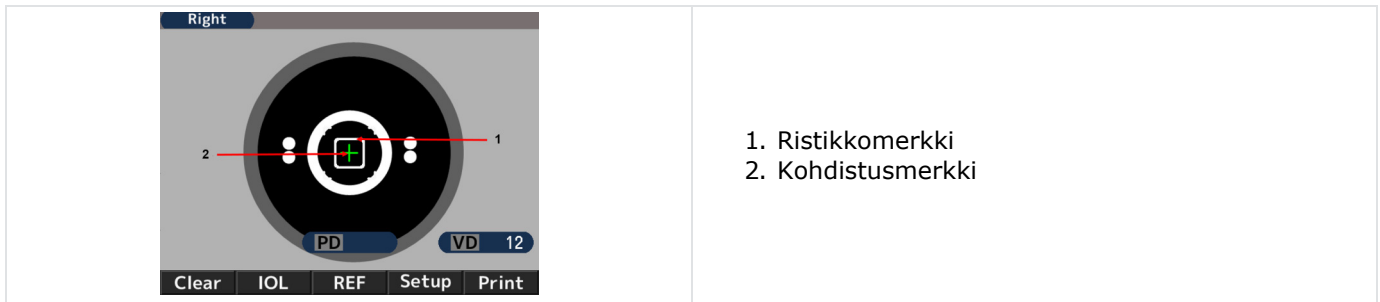 Right
1
2
PD
VD 12
Clear IOL REF Setup Print
1. Ristikkomerkki
2. Kohdistusmerkki